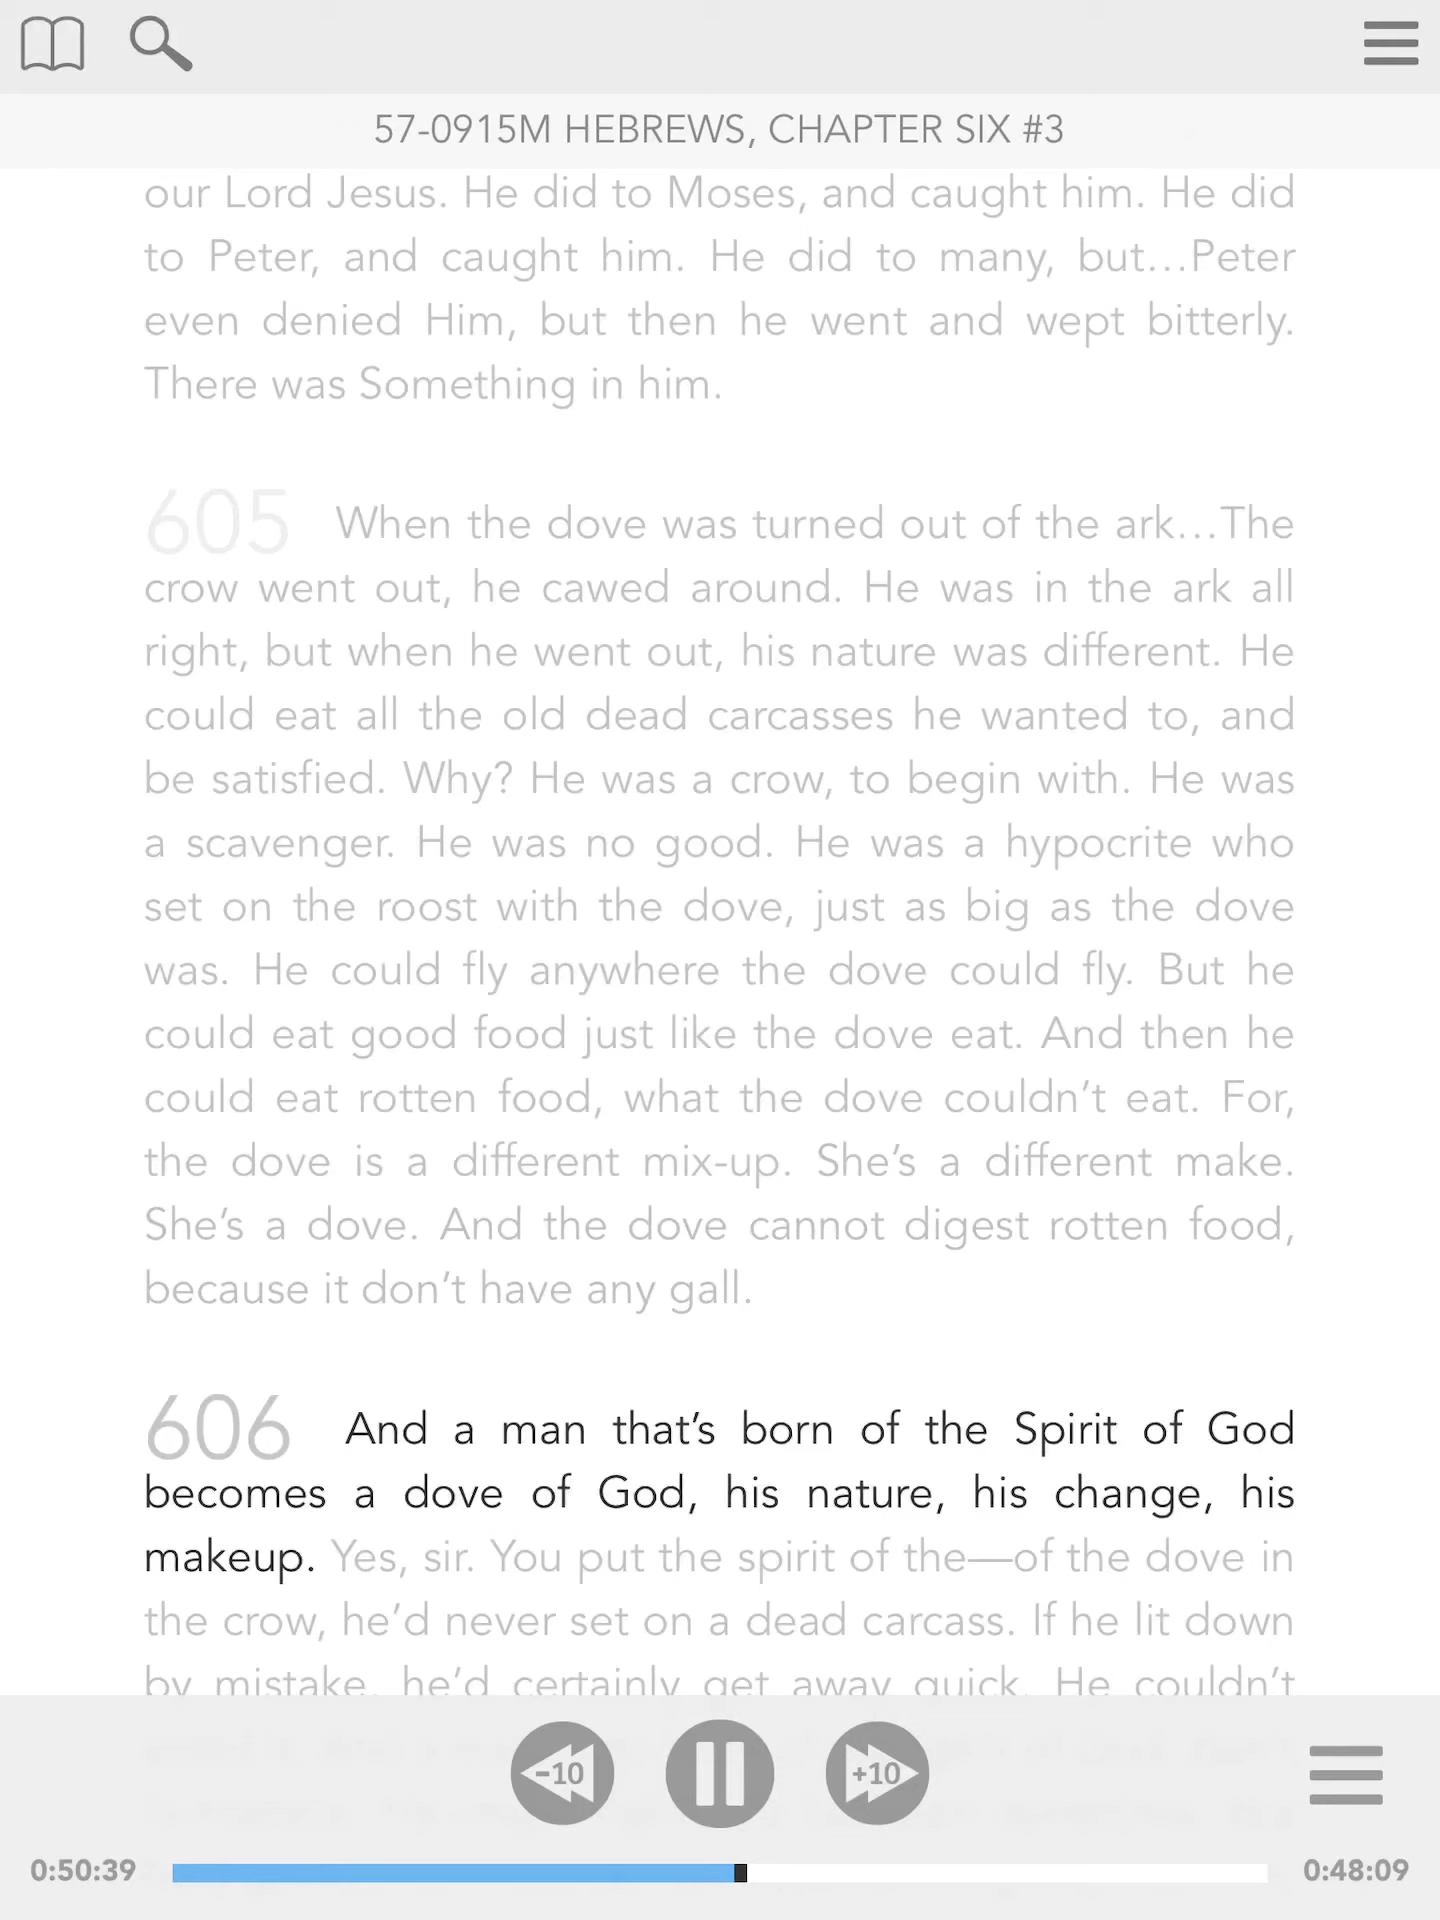 57-0915M HEBREWS, CHAPTER SIX #3
our Lord Jesus. He did to Moses, and caught him. He did
to Peter, and caught him. He did to many, but…Peter
even denied Him, but then he went and wept bitterly.
There was Something in him.
605 When the dove was turned out of the ark…The
crow went out, he cawed around. He was in the ark all
right, but when he went out, his nature was different. He
could eat all the old dead carcasses he wanted to, and
be satisfied. Why? He was a crow, to begin with. He was
a scavenger. He was no good. He was a hypocrite who
set on the roost with the dove, just as big as the dove
was. He could fly anywhere the dove could fly. But he
could eat good food just like the dove eat. And then he
could eat rotten food, what the dove couldn’t eat. For,
the dove is a different mix-up. She’s a different make.
She’s a dove. And the dove cannot digest rotten food,
because it don’t have any gall.
606 And a man that’s born of the Spirit of God
becomes a dove of God, his nature, his change, his
makeup. Yes, sir. You put the spirit of the—of the dove in
the crow, he’d never set on a dead carcass. If he lit down
by mistake, he’d certainly get away quick. He couldn’t
-10 +10
0:50:39 0:48:09